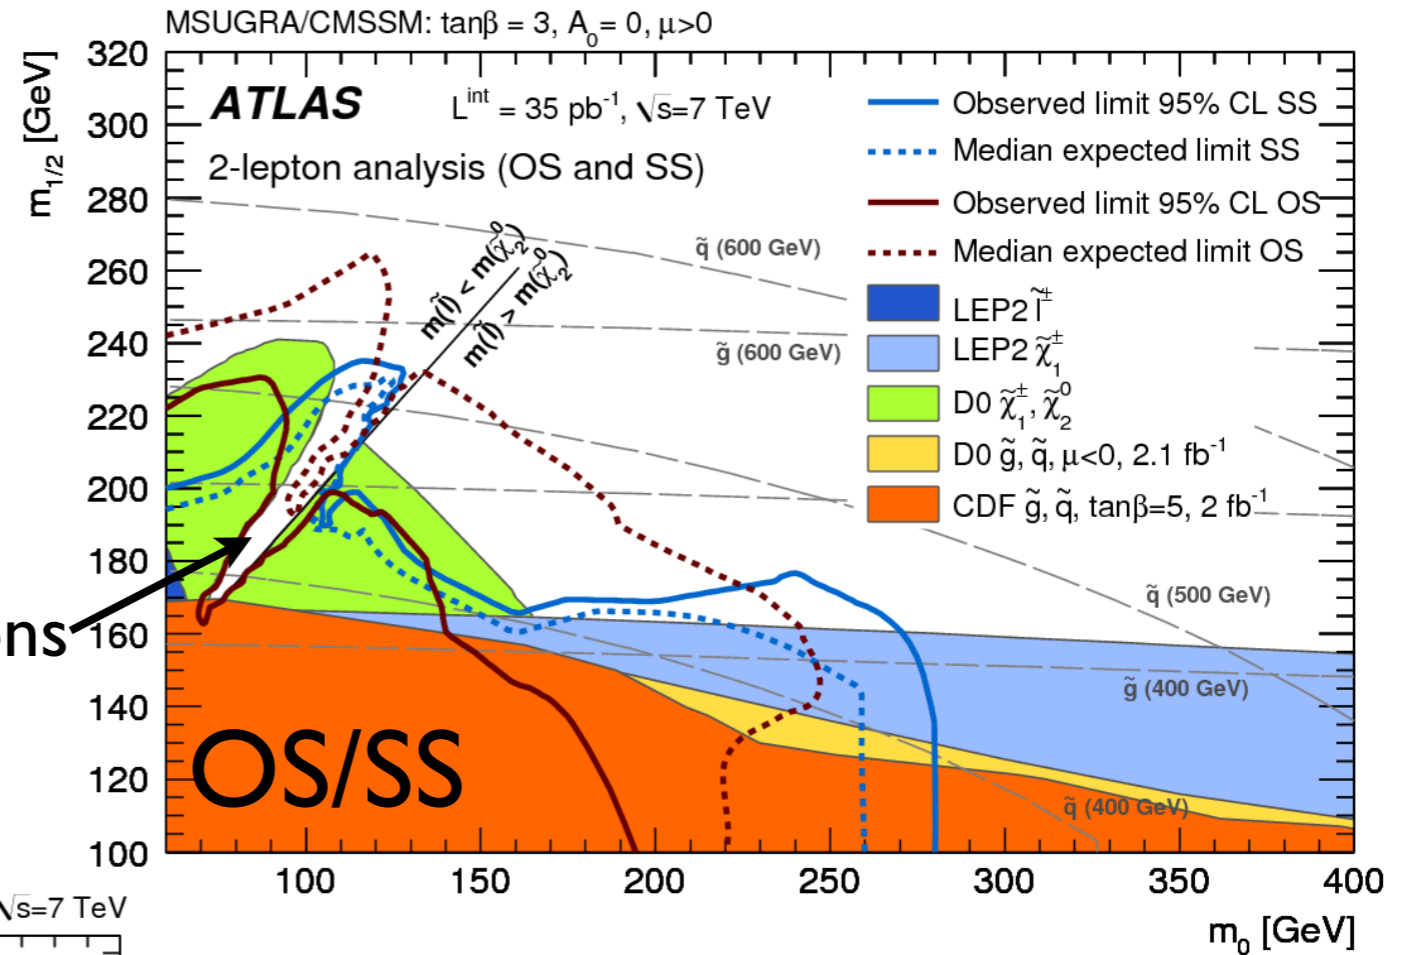 MSUGRA/CMSSM: tanβ = 3, A₀= 0, μ>0
m₁/₂ [GeV]
320
300
280
260
240
220
200
180
160
140
120
100
ATLAS
Lⁱⁿᵗ = 35 pb⁻¹, √s=7 TeV
2-lepton analysis (OS and SS)
Observed limit 95% CL SS
Median expected limit SS
Observed limit 95% CL OS
Median expected limit OS
LEP2 l̃±
LEP2 χ̃₁±
D0 χ̃₁±, χ̃₂⁰
D0 g̃, q̃, μ<0, 2.1 fb⁻¹
CDF g̃, q̃, tanβ=5, 2 fb⁻¹
m(l̃) < m(χ̃₂⁰)
m(l̃) > m(χ̃₂⁰)
q̃ (600 GeV)
g̃ (600 GeV)
q̃ (500 GeV)
g̃ (400 GeV)
q̃ (400 GeV)
ns
OS/SS
100
150
200
250
300
350
400
m₀ [GeV]
√s=7 TeV